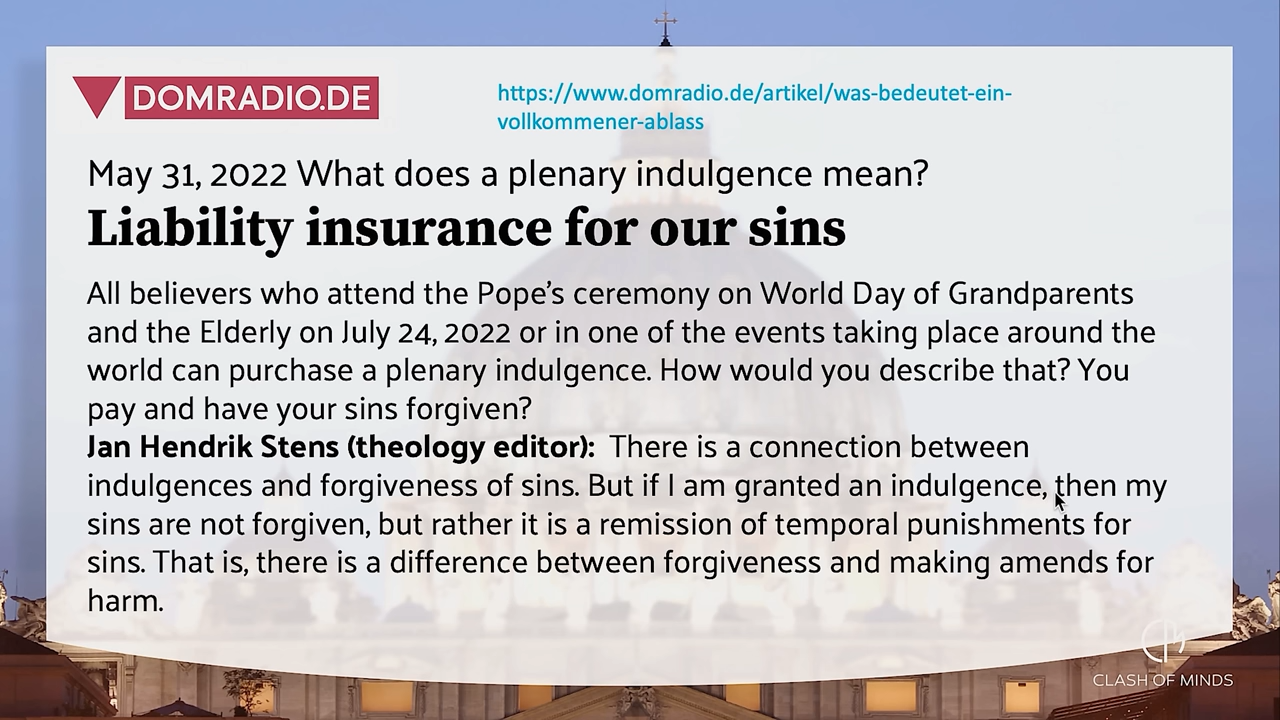 DOMRADIO.DE
https://www.domradio.de/artikel/was-bedeutet-ein-
vollkommener-ablass
May 31, 2022 What does a plenary indulgence mean?
Liability insurance for our sins
All believers who attend the Pope’s ceremony on World Day of Grandparents
and the Elderly on July 24, 2022 or in one of the events taking place around the
world can purchase a plenary indulgence. How would you describe that? You
pay and have your sins forgiven?
Jan Hendrik Stens (theology editor): There is a connection between
indulgences and forgiveness of sins. But if I am granted an indulgence, then my
sins are not forgiven, but rather it is a remission of temporal punishments for
sins. That is, there is a difference between forgiveness and making amends for
harm.
CLASH OF MINDS